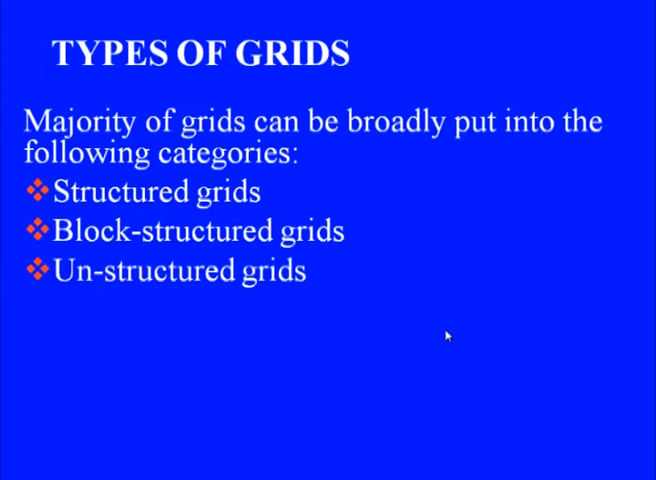 TYPES OF GRIDS
Majority of grids can be broadly put into the
following categories:
Structured grids
Block-structured grids
Un-structured grids